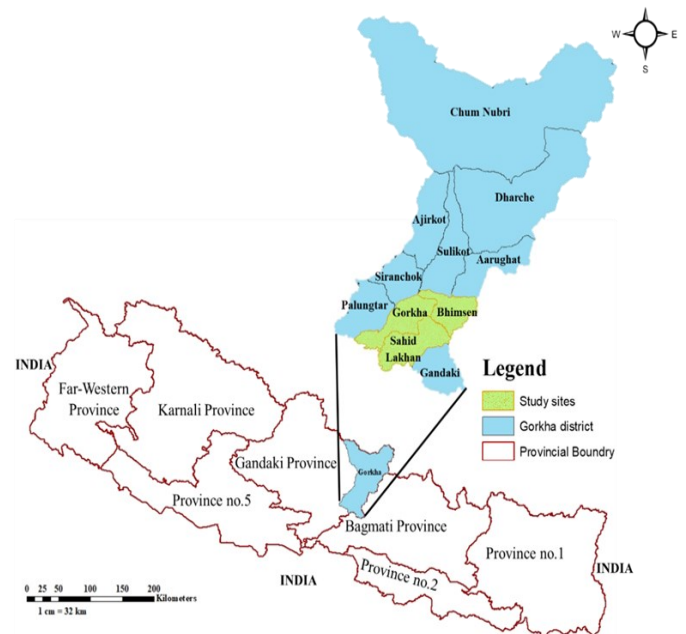 W
E
S
Chum Nubri
Dharche
Ajirkot
Sulikot
Aarughat
Siranchok
Palungtar
Gorkha
Bhimsen
Sahid
Lakhan
Gandaki
Legend
Study sites
Gorkha district
Provincial Boundry
INDIA
Far-Western
Province
Karnali Province
Gandaki Province
Gorkha
Province no.5
Bagmati Province
Province no.1
Province no.2
INDIA
INDIA
0 25 50 100 150 200
Kilometers
1 cm = 32 km